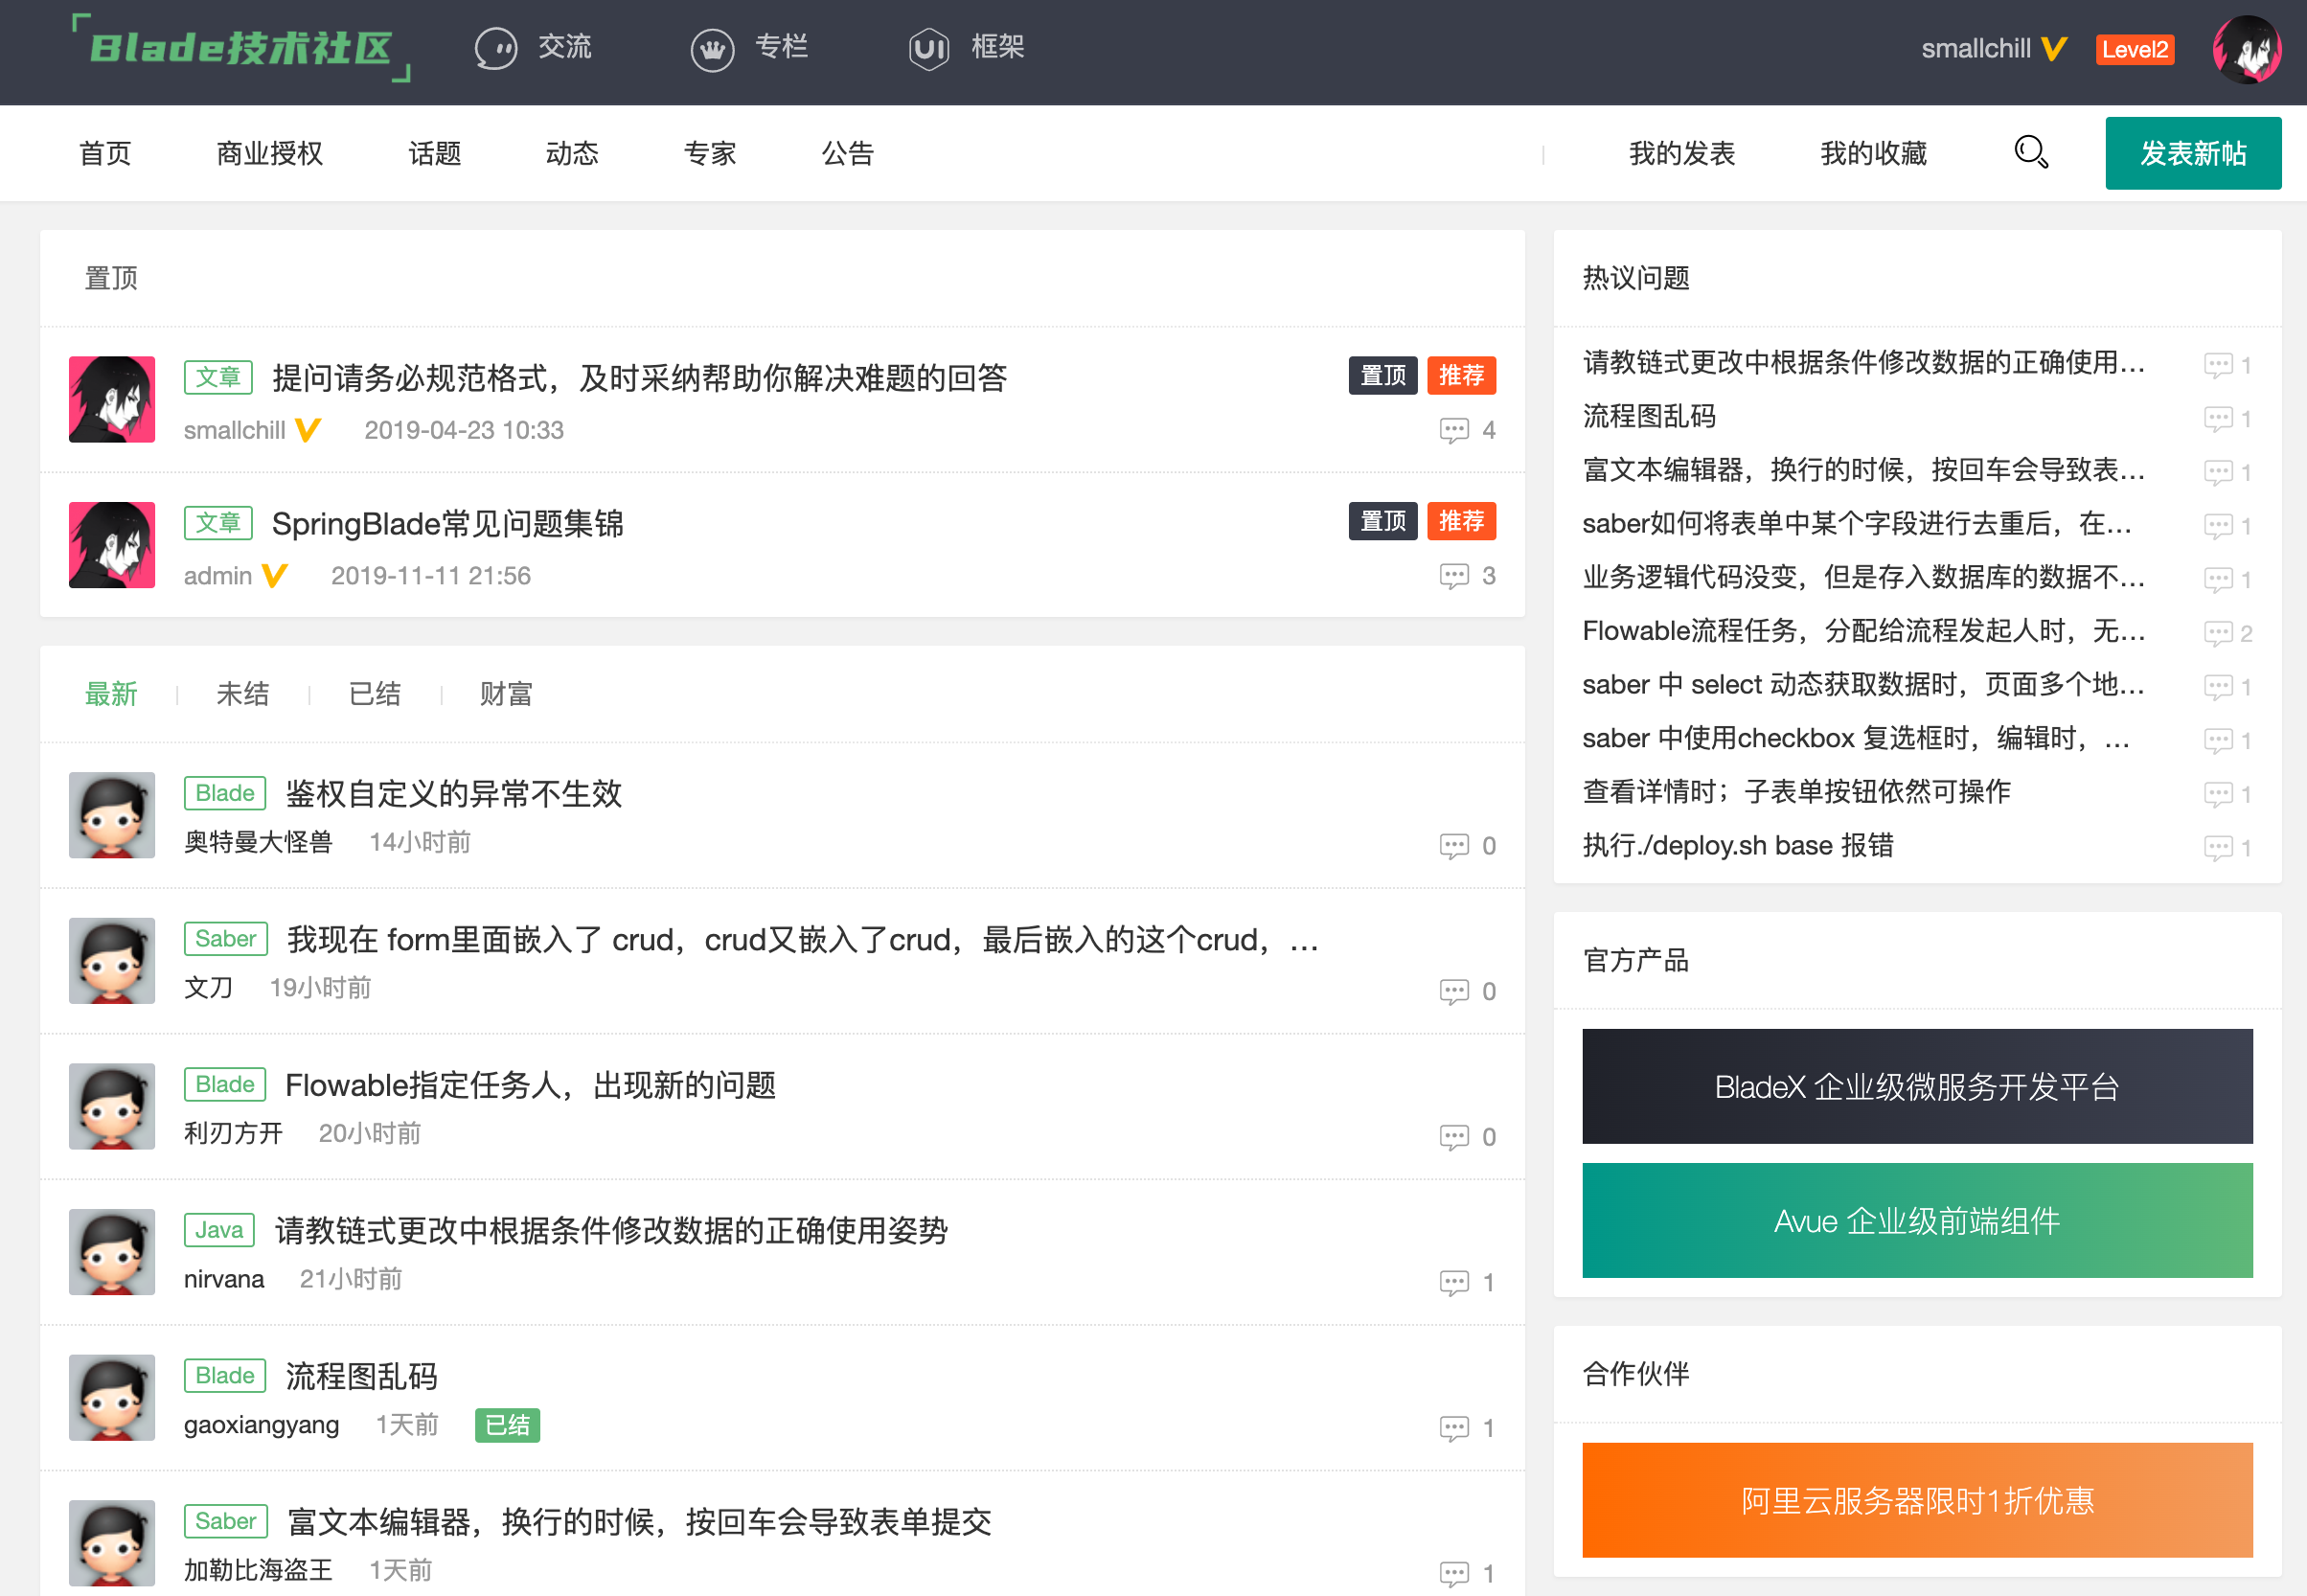 Blade技术社区 交流 专栏 框架 smallchill Level2
首页 商业授权 话题 动态 专家 公告 我的发表 我的收藏 发表新帖
置顶
文章 提问请务必规范格式，及时采纳帮助你解决难题的回答 置顶 推荐
smallchill 2019-04-23 10:33 4
文章 SpringBlade常见问题集锦 置顶 推荐
admin 2019-11-11 21:56 3
最新 未结 已结 财富
Blade 鉴权自定义的异常不生效
奥特曼大怪兽 14小时前 0
Saber 我现在 form里面嵌入了 crud，crud又嵌入了crud，最后嵌入的这个crud，…
文刀 19小时前 0
Blade Flowable指定任务人，出现新的问题
利刃方开 20小时前 0
Java 请教链式更改中根据条件修改数据的正确使用姿势
nirvana 21小时前 1
Blade 流程图乱码
gaoxiangyang 1天前 已结 1
Saber 富文本编辑器，换行的时候，按回车会导致表单提交
加勒比海盗王 1天前 1
热议问题
请教链式更改中根据条件修改数据的正确使用… 1
流程图乱码 1
富文本编辑器，换行的时候，按回车会导致表… 1
saber如何将表单中某个字段进行去重后，在… 1
业务逻辑代码没变，但是存入数据库的数据不… 1
Flowable流程任务，分配给流程发起人时，无… 2
saber 中 select 动态获取数据时，页面多个地… 1
saber 中使用checkbox 复选框时，编辑时，… 1
查看详情时；子表单按钮依然可操作 1
执行./deploy.sh base 报错 1
官方产品
BladeX 企业级微服务开发平台
Avue 企业级前端组件
合作伙伴
阿里云服务器限时1折优惠